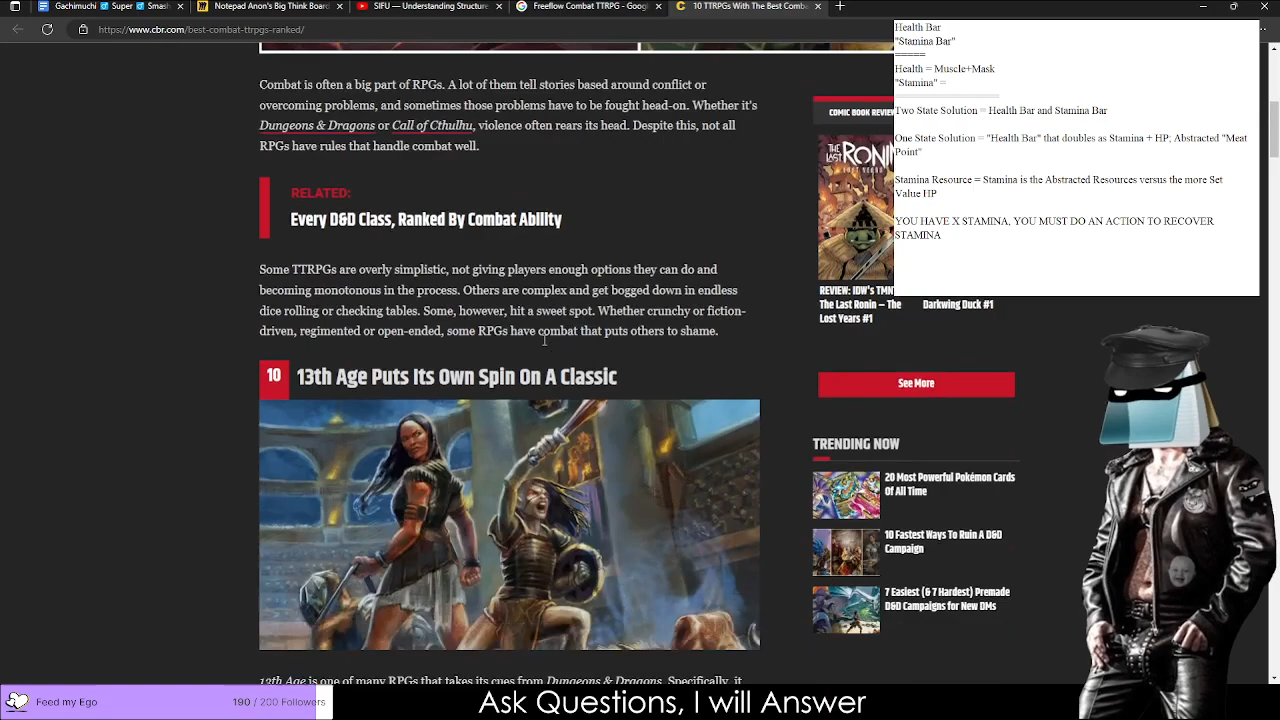 Gohimuji
Super
Smash
Notepad Anon's Big Think Board
SIFU — Understanding Structure
Freeflow Combat TTRPG - Goog
10 TTRPGs With The Best Comba
https://www.cbr.com/best-combat-ttrpgs-ranked/
Combat is often a big part of RPGs. A lot of them tell stories based around conflict or
overcoming problems, and sometimes those problems have to be fought head-on. Whether it's
Dungeons & Dragons or Call of Cthulhu, violence often rears its head. Despite this, not all
RPGs have rules that handle combat well.
RELATED:
Every D&D Class, Ranked By Combat Ability
Some TTRPGs are overly simplistic, not giving players enough options they can do and
becoming monotonous in the process. Others are complex and get bogged down in endless
dice rolling or checking tables. Some, however, hit a sweet spot. Whether crunchy or fiction-
driven, regimented or open-ended, some RPGs have combat that puts others to shame.
10
13th Age Puts Its Own Spin On A Classic
13th Age is one of many RPGs that takes its cues from Dungeons & Dragons. Specifically, it
COMIC BOOK REVIEW
THE
LAST RONIN
REVIEW: IDW's TMN
The Last Ronin – The
Lost Years #1
Darkwing Duck #1
See More
TRENDING NOW
20 Most Powerful Pokémon Cards
Of All Time
10 Fastest Ways To Ruin A D&D
Campaign
7 Easiest (& 7 Hardest) Premade
D&D Campaigns for New DMs
Health Bar
"Stamina Bar"
=====
Health = Muscle+Mask
"Stamina" =
=================
Two State Solution = Health Bar and Stamina Bar
One State Solution = "Health Bar" that doubles as Stamina + HP; Abstracted "Meat
Point"
Stamina Resource = Stamina is the Abstracted Resources versus the more Set
Value HP
YOU HAVE X STAMINA, YOU MUST DO AN ACTION TO RECOVER
STAMINA
Feed my Ego
190 / 200 Followers
Ask Questions, I will Answer